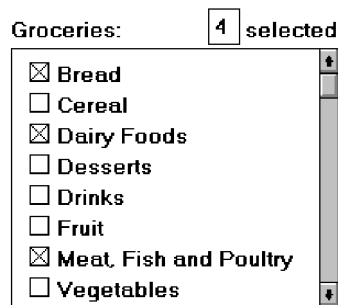 Groceries: 4 selected
Bread
Cereal
Dairy Foods
Desserts
Drinks
Fruit
Meat, Fish and Poultry
Vegetables